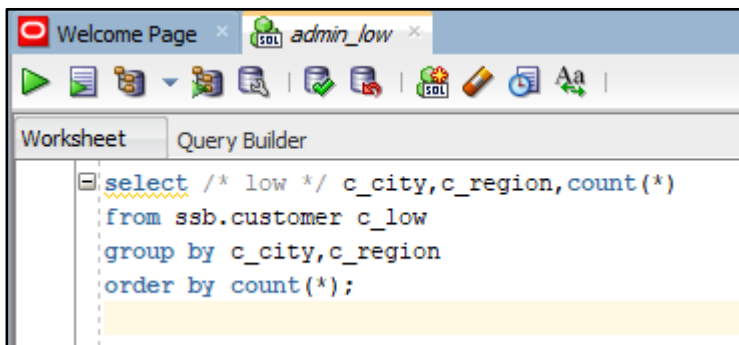 Welcome Page admin_low
Worksheet Query Builder
select /* low */ c_city,c_region,count(*)
from ssb.customer c_low
group by c_city,c_region
order by count(*);